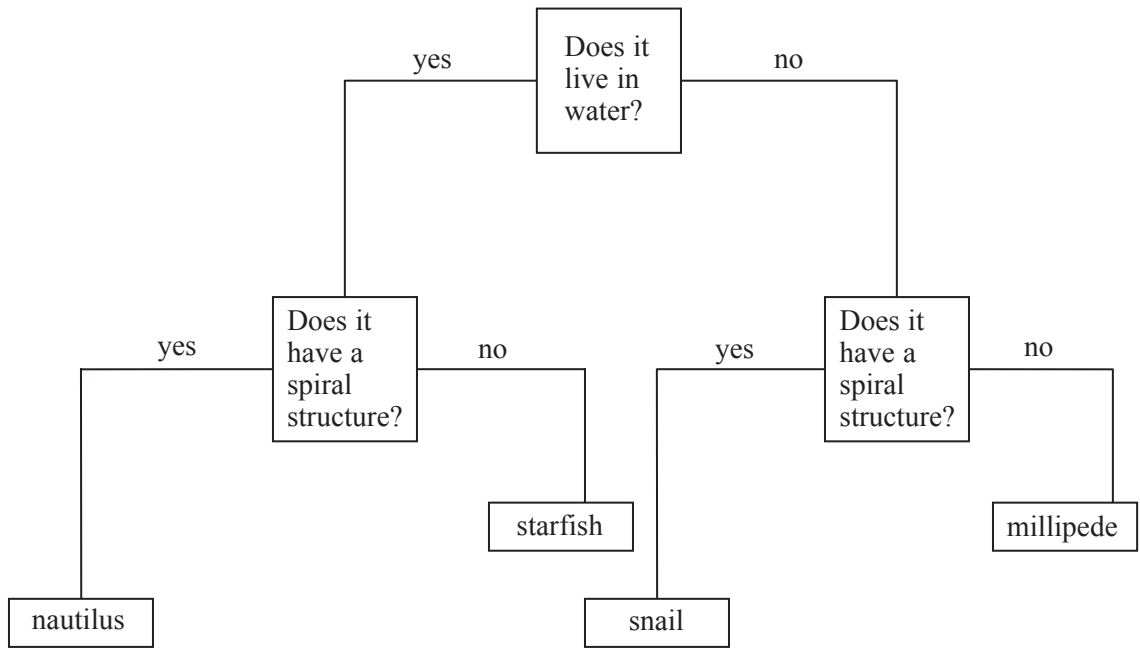 Does it
live in
water?
yes
no
Does it
have a
spiral
structure?
yes
no
Does it
have a
spiral
structure?
yes
no
starfish
millipede
nautilus
snail